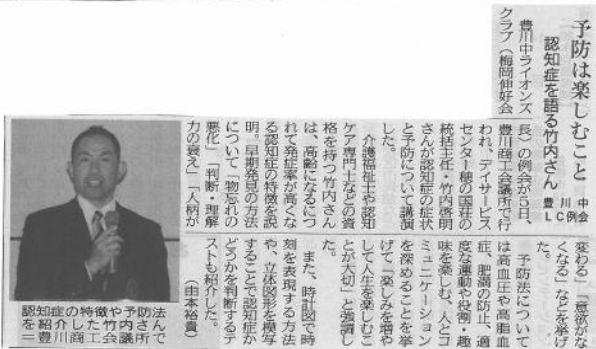 予防は楽しむこと
認知症を語る竹内さん
豊川中
LC例会
豊川中ライオンズ
クラブ（梅岡伸好会
長）の例会が5日、
豊川商工会議所で行
われ、デイサービス
センター穂の国荘の
統括主任・竹内啓明
さんが認知症の症状
と予防について講演
した。
介護福祉士や認知
ケア専門士などの資
格を持つ竹内さん
は、高齢になるにつ
れて発症率が高くな
る認知症の特徴を説
明。早期発見の方法
について「物忘れの
悪化」「判断・理解
力の衰え」「人柄が
変わる」「意欲がな
くなる」などを挙げ
た。
予防法について
は高血圧や高脂血
症、肥満の防止、適
度な運動や役割・趣
味を楽しむ、人とコ
ミュニケーション
を深めることを挙
げて「楽しみを増や
して人生を楽しむこ
とが大切」と強調し
た。
また、時計図で時
刻を表現する方法
や、立体図形を模写
することで認知症か
どうかを判断するテ
ストも紹介した。
（由本裕貴）
認知症の特徴や予防法
を紹介した竹内さん
＝豊川商工会議所で